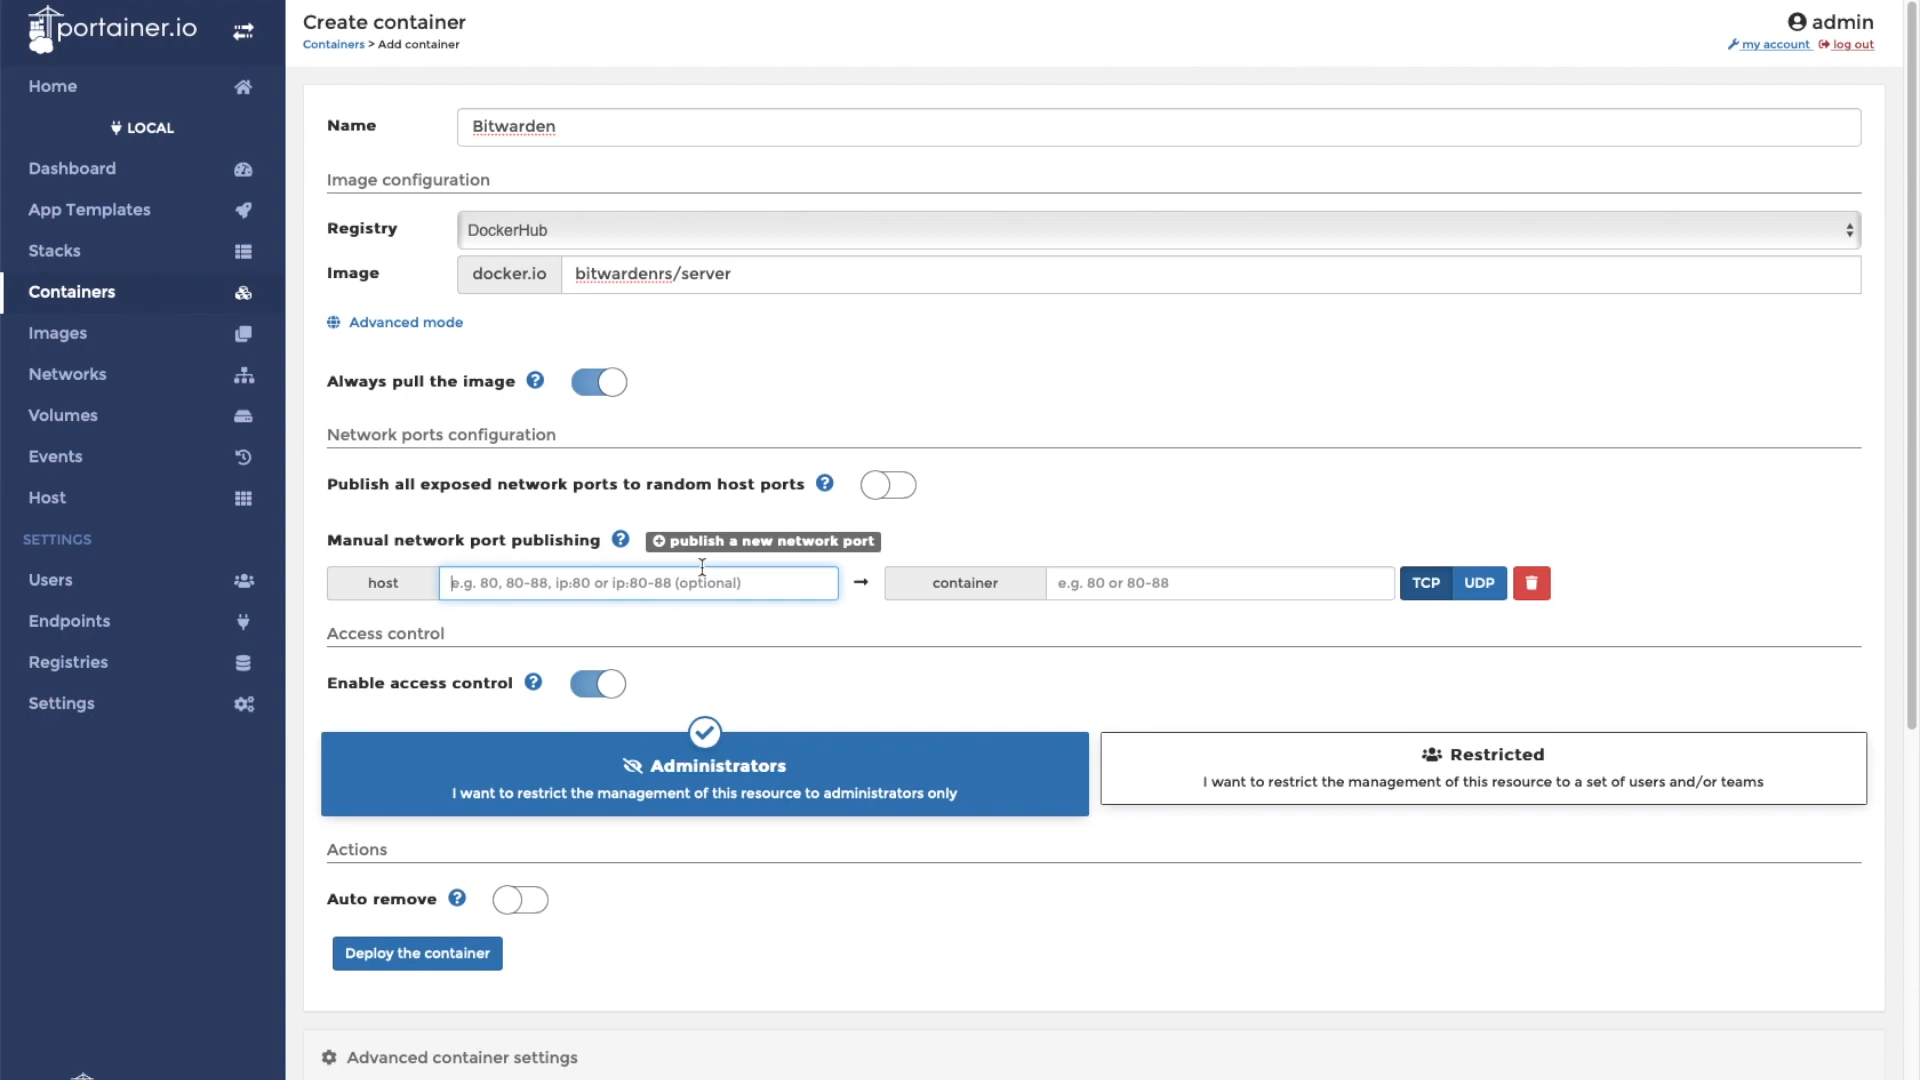 portainer.io
Create container
Containers > Add container
admin
my account log out
Home
LOCAL
Dashboard
App Templates
Stacks
Containers
Images
Networks
Volumes
Events
Host
SETTINGS
Users
Endpoints
Registries
Settings
Name
Bitwarden
Image configuration
Registry
DockerHub
Image
docker.io
bitwardenrs/server
Advanced mode
Always pull the image
Network ports configuration
Publish all exposed network ports to random host ports
Manual network port publishing
publish a new network port
host
e.g. 80, 80-88, ip:80 or ip:80-88 (optional)
container
e.g. 80 or 80-88
TCP
UDP
Access control
Enable access control
Administrators
I want to restrict the management of this resource to administrators only
Restricted
I want to restrict the management of this resource to a set of users and/or teams
Actions
Auto remove
Deploy the container
Advanced container settings